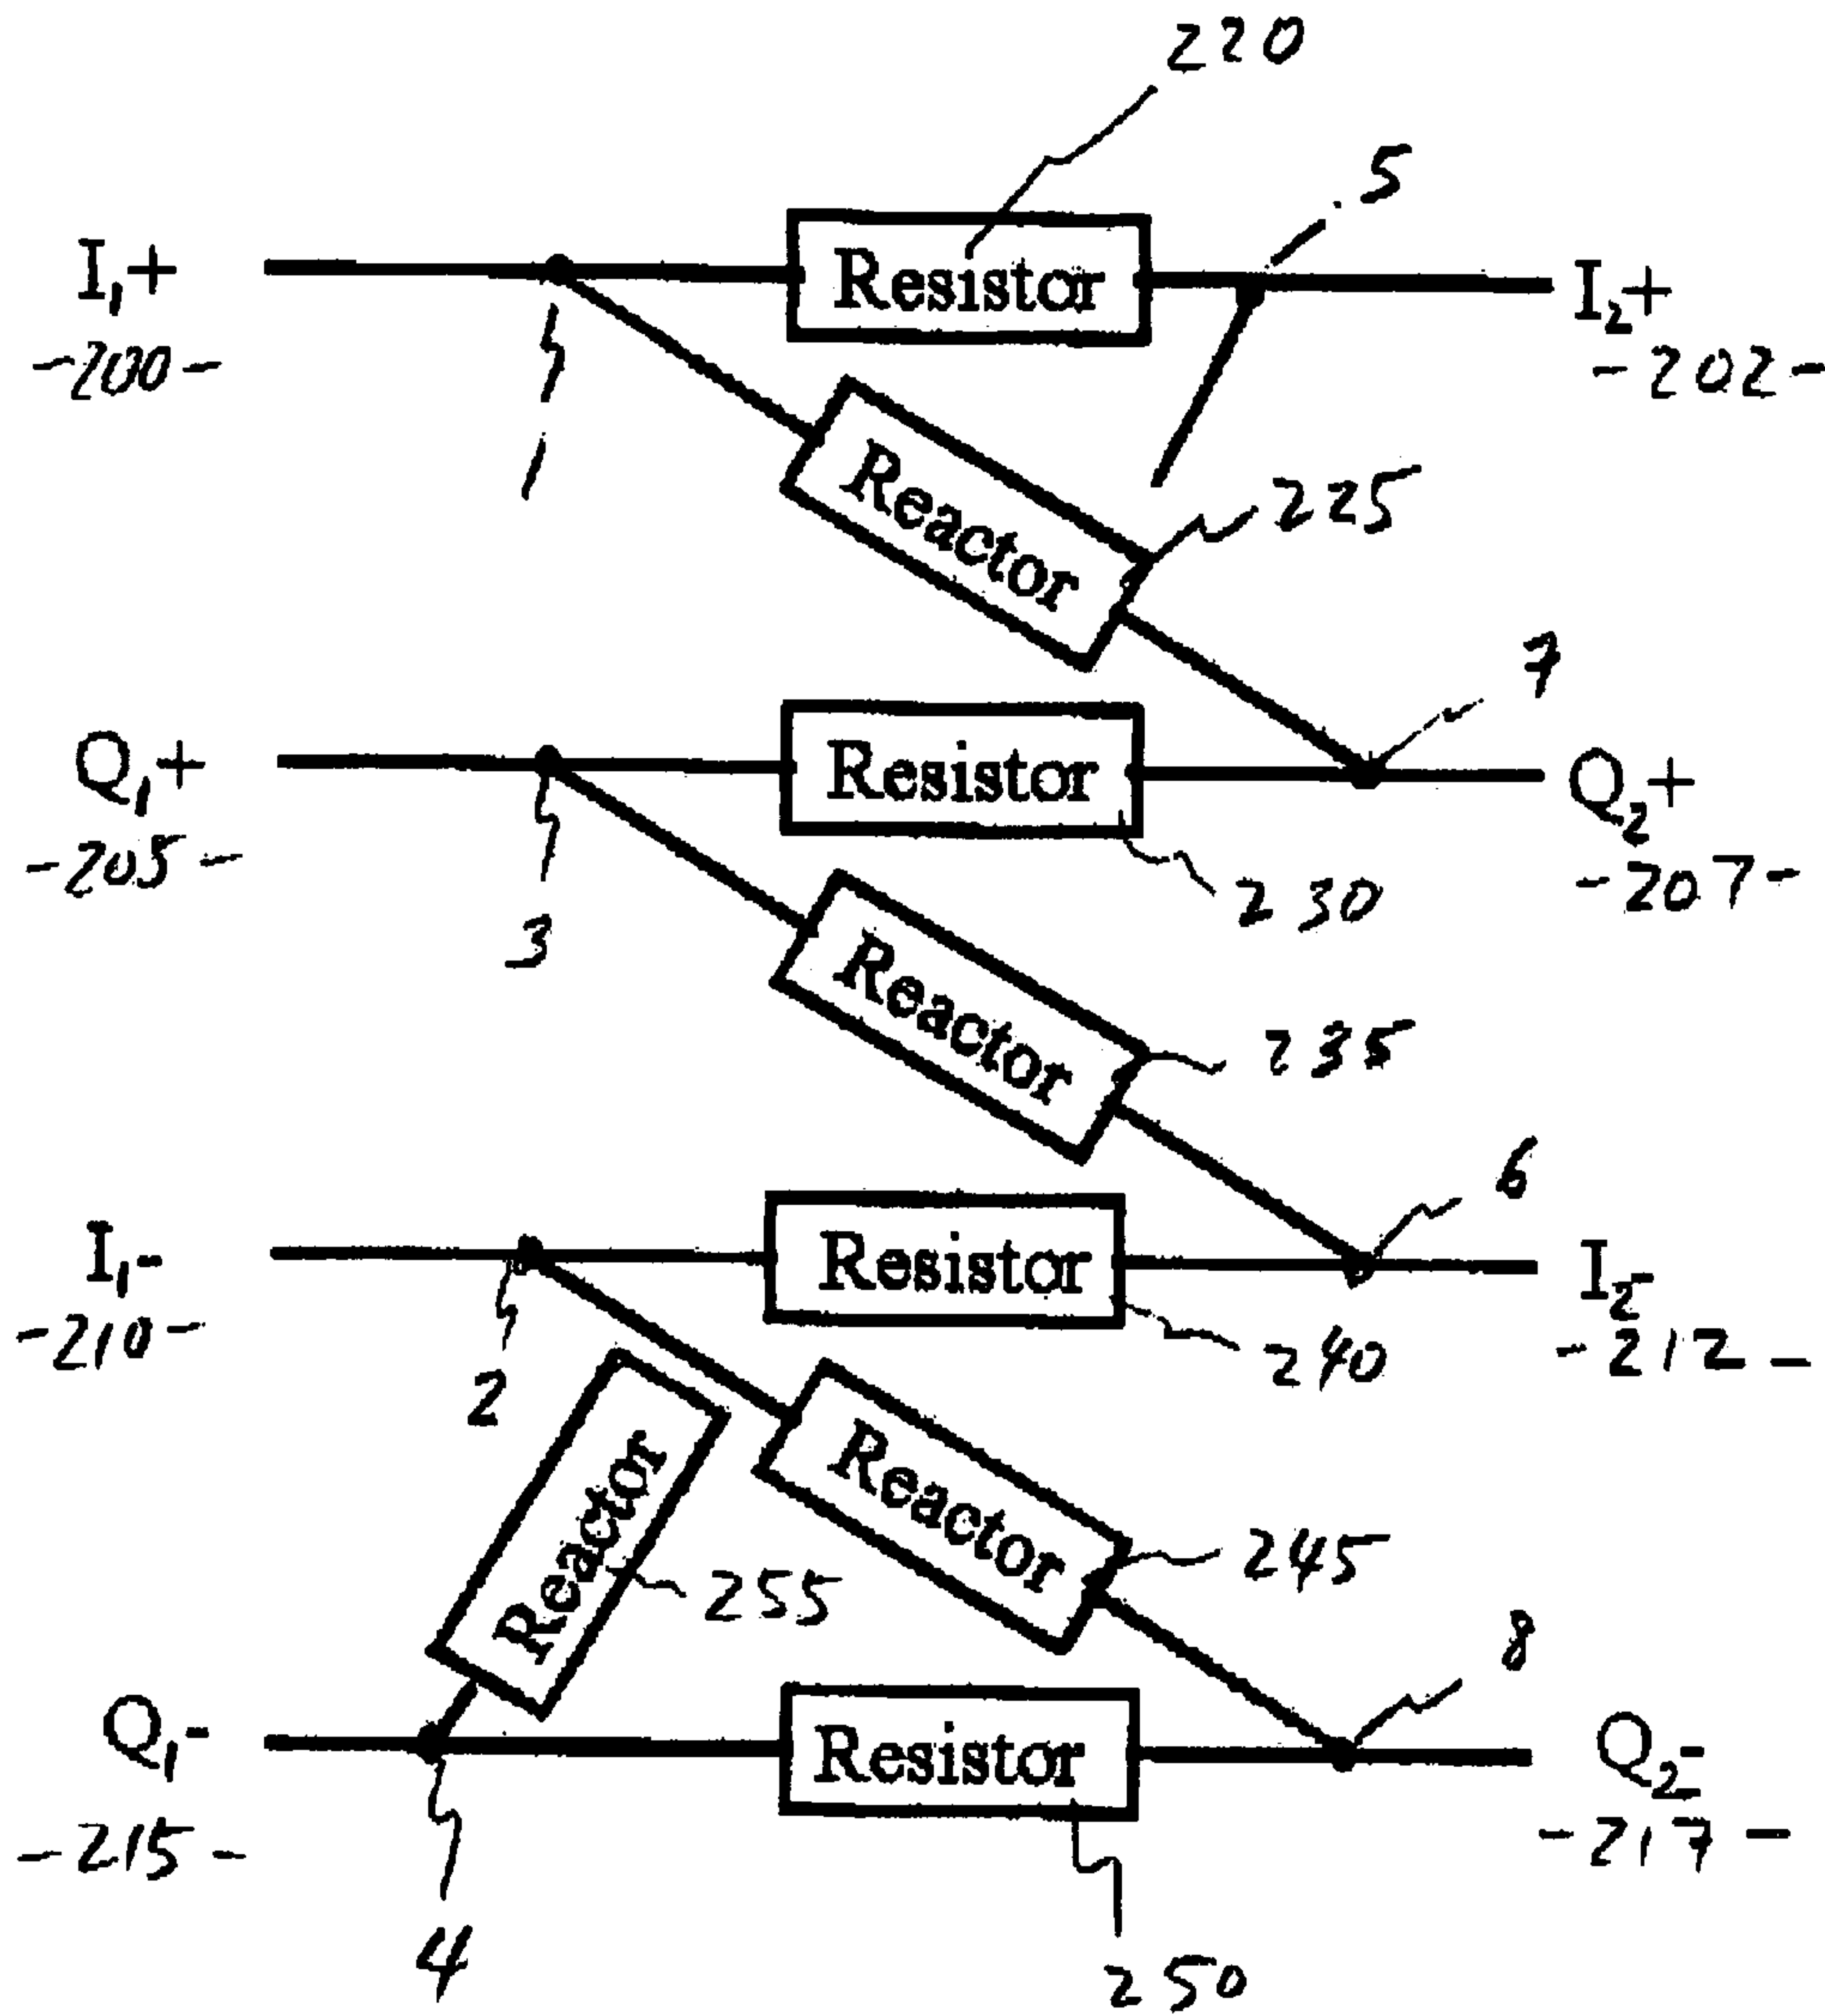 220
5
I₁+
Resistor
I₂+
-200-
-202-
1
Reactor
225
7
Q₁+
Resistor
Q₂+
-205-
-207-
230
3
Reactor
235
6
I₁-
Resistor
I₂-
-210-
-212-
240
2
Reactor
Reactor
245
255
8
Q₁-
Resistor
Q₂-
-215-
-217-
4
250